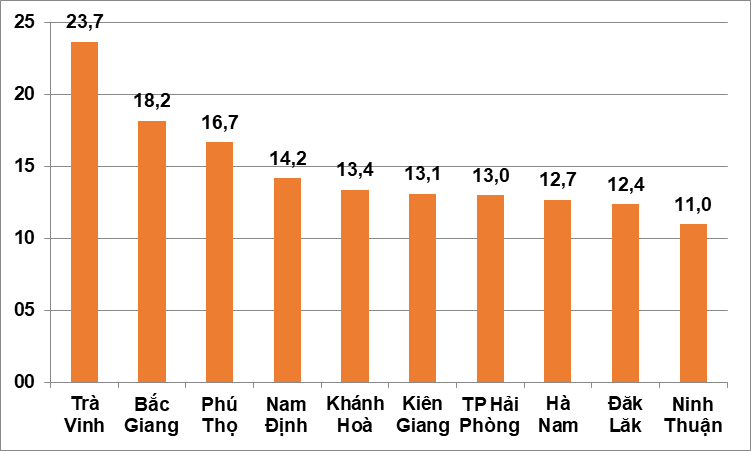 25
20
15
10
05
00
23,7
18,2
16,7
14,2
13,4
13,1
13,0
12,7
12,4
11,0
Trà
Vinh
Bắc
Giang
Phú
Thọ
Nam
Định
Khánh
Hoà
Kiên
Giang
TP Hải
Phòng
Hà
Nam
Đăk
Lăk
Ninh
Thuận